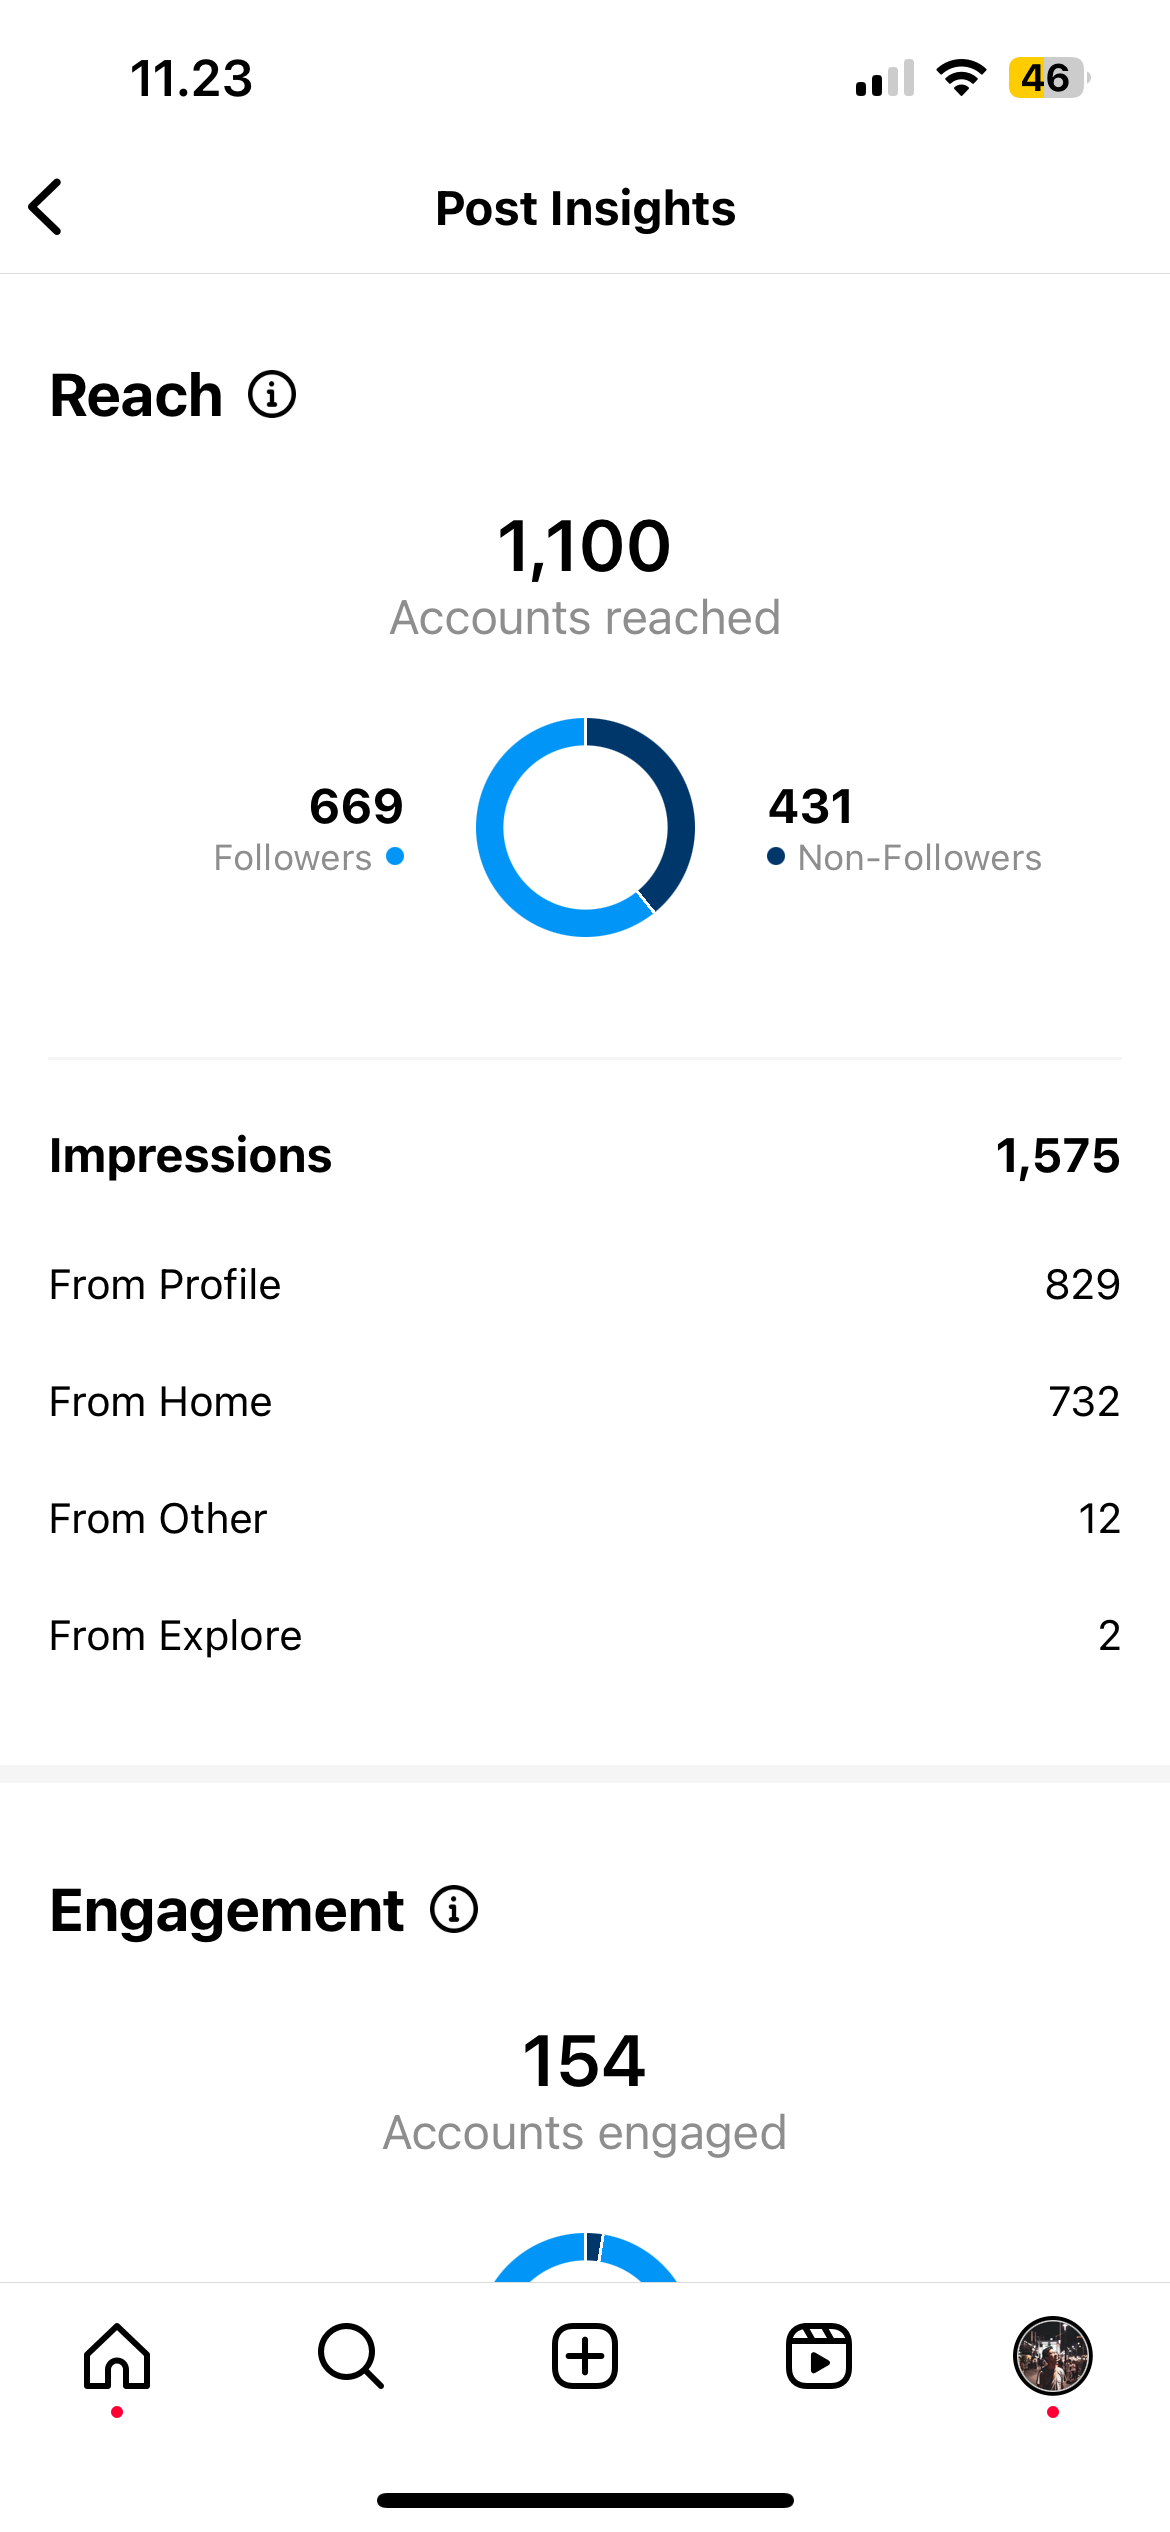 11.23
46
Post Insights
Reach
1,100
Accounts reached
669
Followers
431
Non-Followers
Impressions 1,575
From Profile 829
From Home 732
From Other 12
From Explore 2
Engagement
154
Accounts engaged